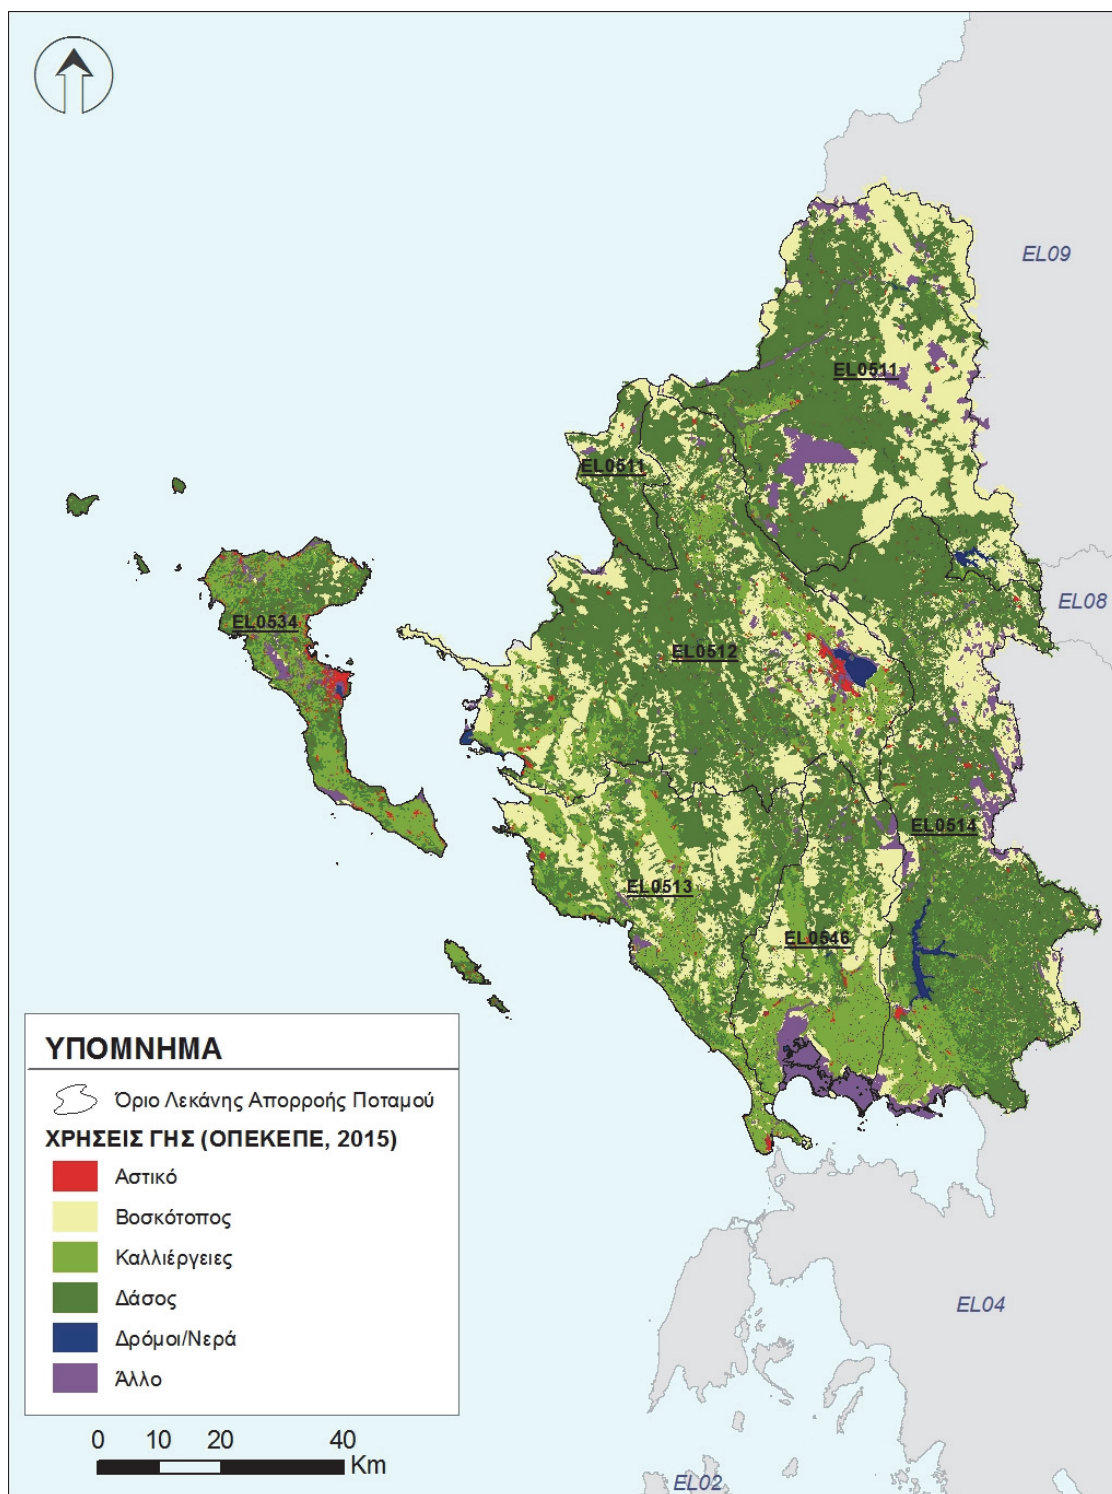 EL09
EL0511
EL0511
EL08
EL0534
EL0512
EL0514
EL0513
EL0546
ΥΠΟΜΝΗΜΑ
Όριο Λεκάνης Απορροής Ποταμού
ΧΡΗΣΕΙΣ ΓΗΣ (ΟΠΕΚΕΠΕ, 2015)
Αστικό
Βοσκότοπος
Καλλιέργειες
Δάσος
Δρόμοι/Νερά
Άλλο
EL04
0 10 20 40
Km
EL02